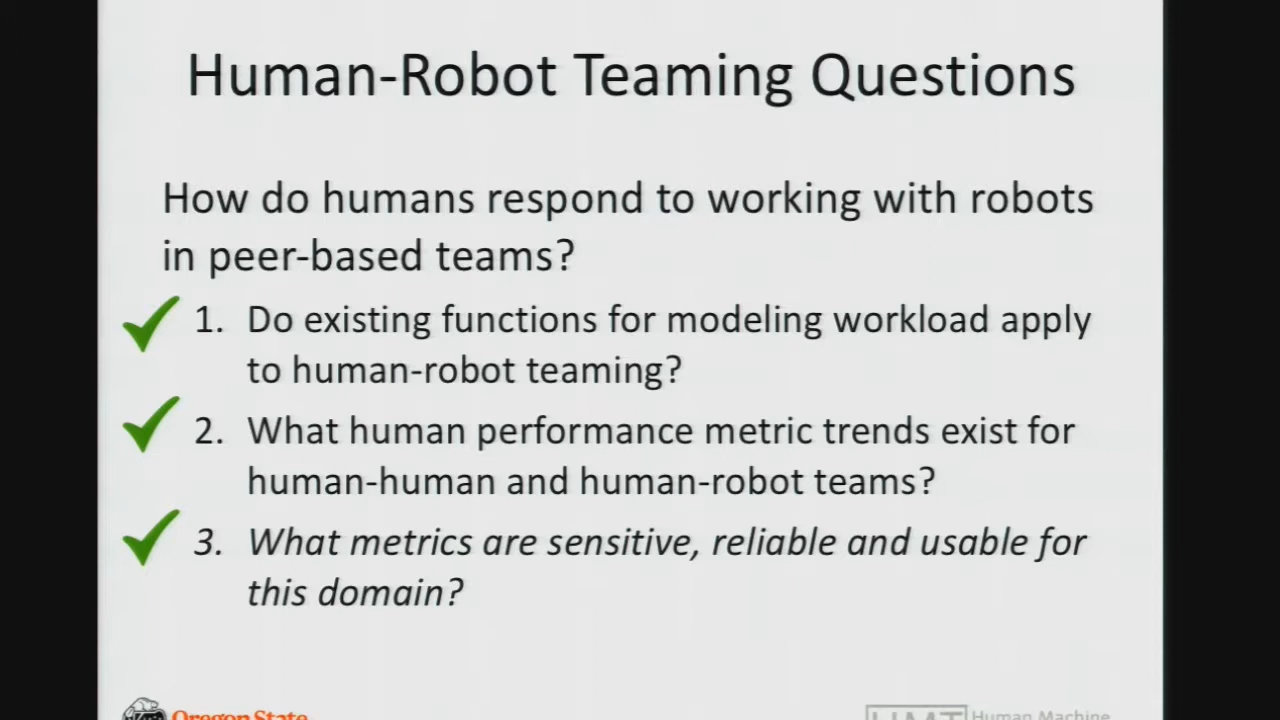 Human-Robot Teaming Questions
How do humans respond to working with robots
in peer-based teams?
1. Do existing functions for modeling workload apply
to human-robot teaming?
2. What human performance metric trends exist for
human-human and human-robot teams?
3. What metrics are sensitive, reliable and usable for
this domain?
Oregon State
HMT Human Machine